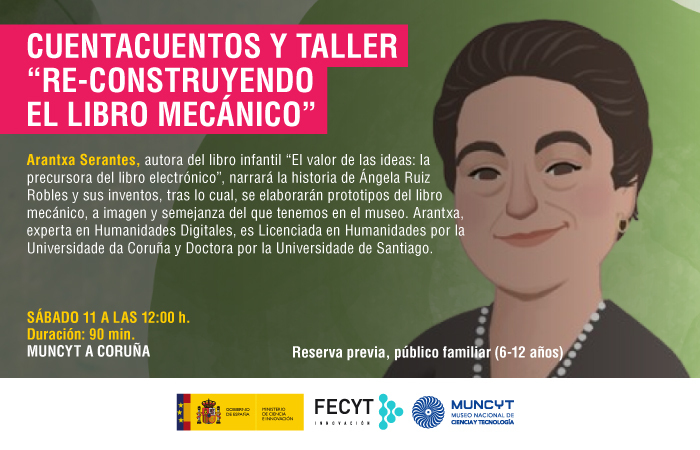 CUENTACUENTOS Y TALLER
“RE-CONSTRUYENDO
EL LIBRO MECÁNICO”
Arantxa Serantes, autora del libro infantil “El valor de las ideas: la
precursora del libro electrónico”, narrará la historia de Ángela Ruiz
Robles y sus inventos, tras lo cual, se elaborarán prototipos del libro
mecánico, a imagen y semejanza del que tenemos en el museo. Arantxa,
experta en Humanidades Digitales, es Licenciada en Humanidades por la
Universidade da Coruña y Doctora por la Universidade de Santiago.
SÁBADO 11 A LAS 12:00 h.
Duración: 90 min.
MUNCYT A CORUÑA
Reserva previa, público familiar (6-12 años)
GOBIERNO
DE ESPAÑA
MINISTERIO
DE CIENCIA
E INNOVACIÓN
FECYT
INNOVACIÓN
MUNCYT
MUSEO NACIONAL DE
CIENCIA Y TECNOLOGÍA